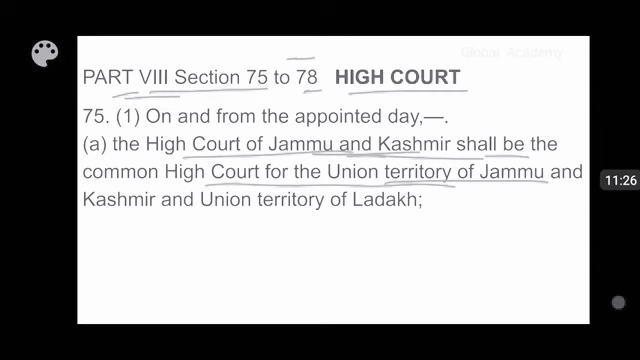 Global Academy
PART VIII Section 75 to 78 HIGH COURT
75. (1) On and from the appointed day,—.
(a) the High Court of Jammu and Kashmir shall be the
common High Court for the Union territory of Jammu and
Kashmir and Union territory of Ladakh;
11:26